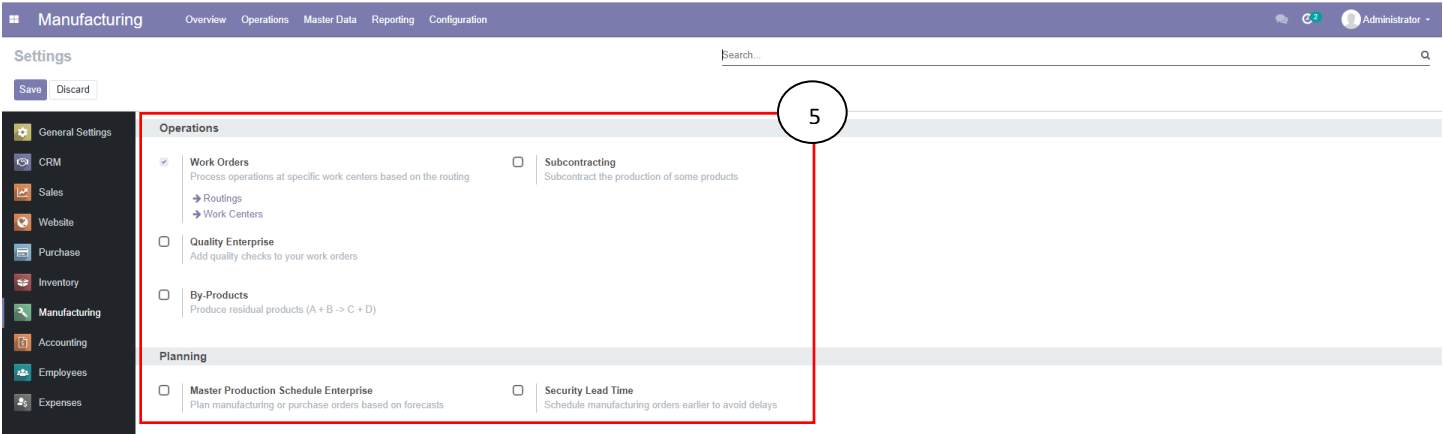 Manufacturing Overview Operations Master Data Reporting Configuration 2 Administrator
Settings Search...
Save Discard
5
General Settings
CRM
Sales
Website
Purchase
Inventory
Manufacturing
Accounting
Employees
Expenses
Operations
Work Orders
Process operations at specific work centers based on the routing
Routings
Work Centers
Subcontracting
Subcontract the production of some products
Quality Enterprise
Add quality checks to your work orders
By-Products
Produce residual products (A + B -> C + D)
Planning
Master Production Schedule Enterprise
Plan manufacturing or purchase orders based on forecasts
Security Lead Time
Schedule manufacturing orders earlier to avoid delays